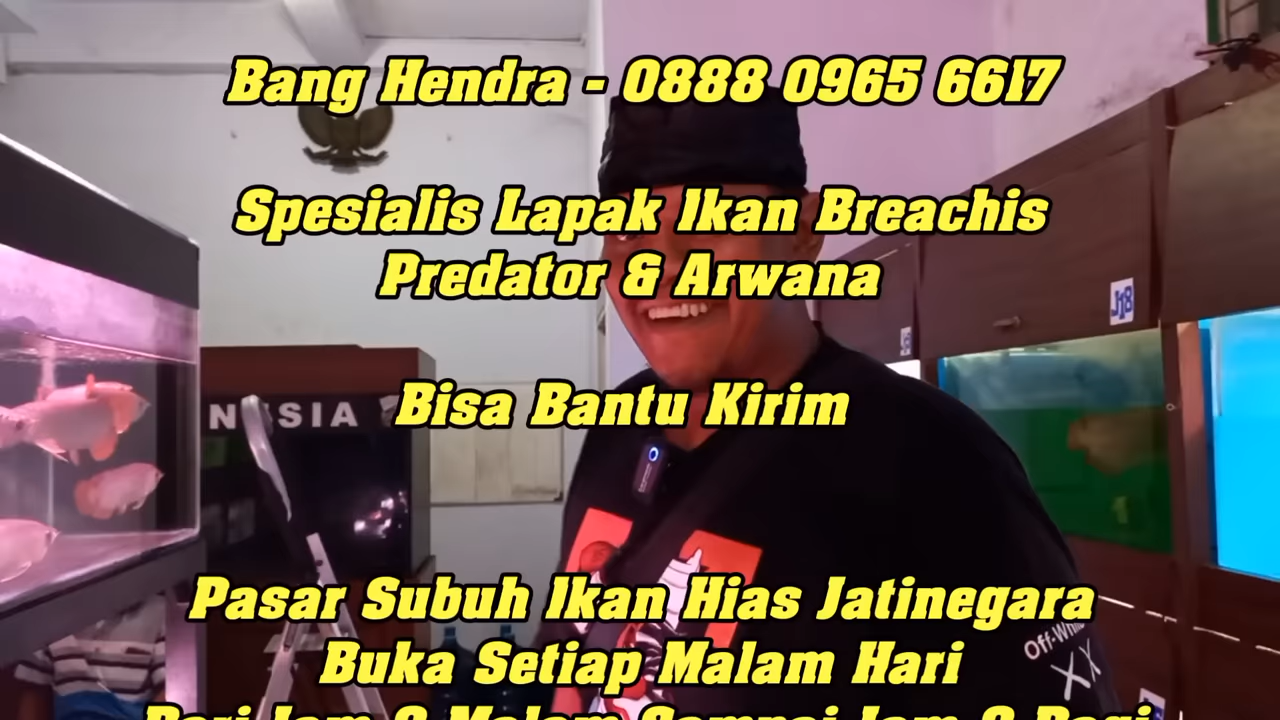 Bang Hendra - 0888 0965 6617
Spesialis Lapak Ikan Breachis
Predator & Arwana
J18
NUSIA
Bisa Bantu Kirim
Pasar Subuh Ikan Hias Jatinegara
Buka Setiap Malam Hari
Off-White